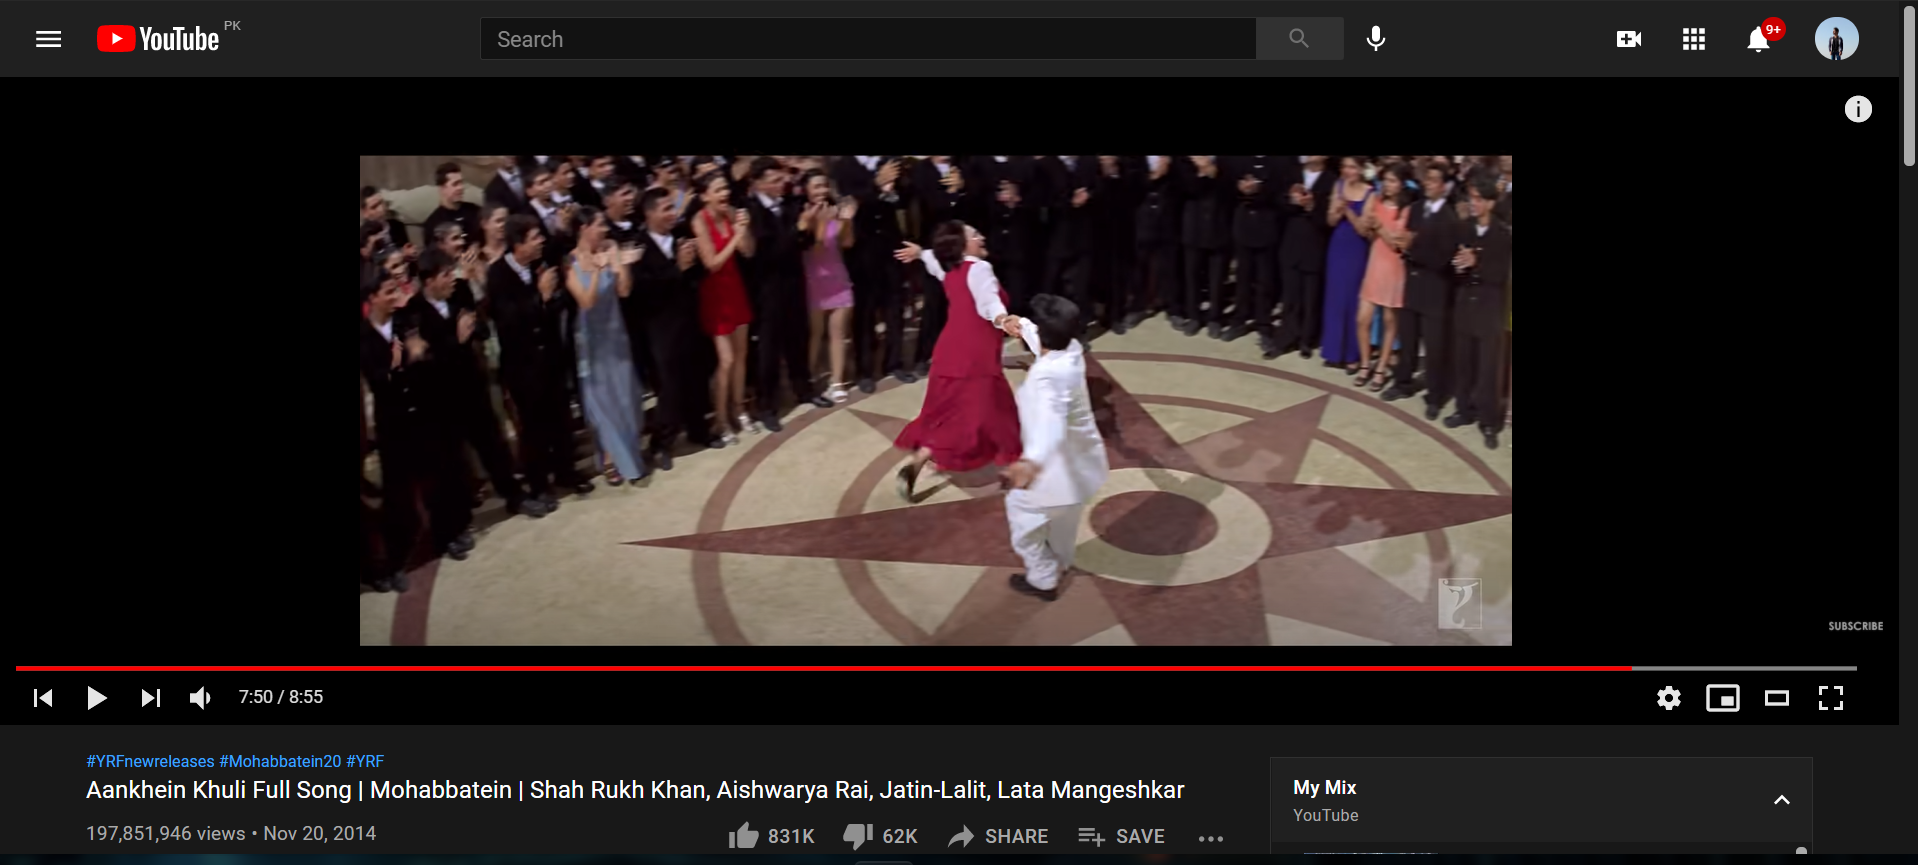 YouTube PK
Search
9+
SUBSCRIBE
7:50 / 8:55
#YRFnewreleases #Mohabbatein20 #YRF
Aankhein Khuli Full Song | Mohabbatein | Shah Rukh Khan, Aishwarya Rai, Jatin-Lalit, Lata Mangeshkar
197,851,946 views • Nov 20, 2014
831K 62K SHARE SAVE
My Mix
YouTube